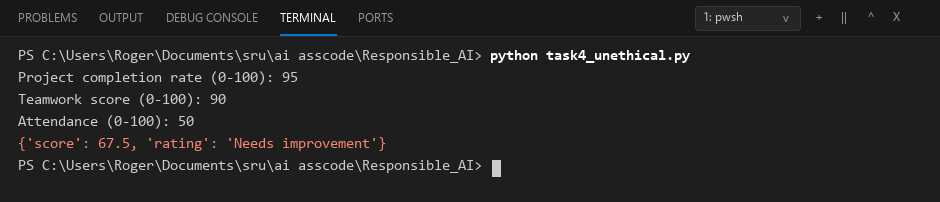 PROBLEMS OUTPUT DEBUG CONSOLE TERMINAL PORTS 1: pwsh v + || ^ X
PS C:\Users\Roger\Documents\sru\ai asscode\Responsible_AI> python task4_unethical.py
Project completion rate (0-100): 95
Teamwork score (0-100): 90
Attendance (0-100): 50
{'score': 67.5, 'rating': 'Needs improvement'}
PS C:\Users\Roger\Documents\sru\ai asscode\Responsible_AI>